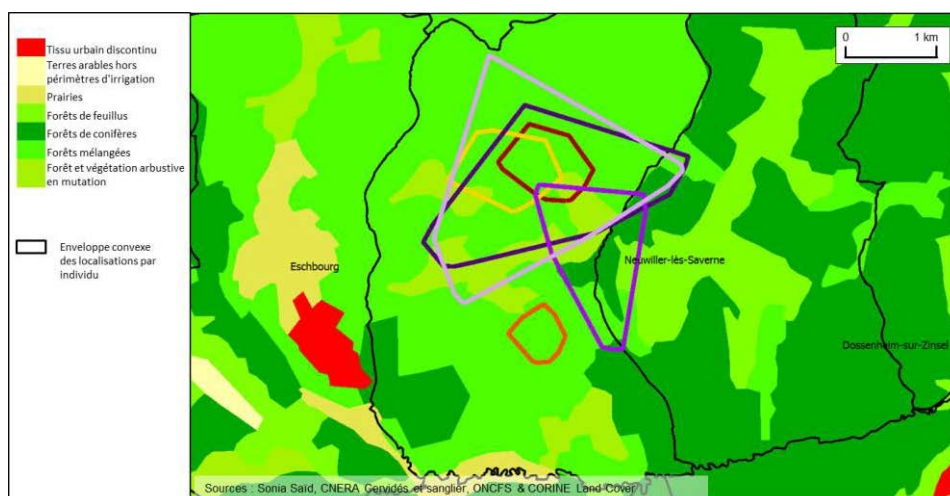 Tissu urbain discontinu
Terres arables hors
périmètres d'irrigation
Prairies
Forêts de feuillus
Forêts de conifères
Forêts mélangées
Forêt et végétation arbustive
en mutation
Enveloppe convexe
des localisations par
individu
0 1 km
Eschbourg
Neuwiller-lès-Saverne
Dossenheim-sur-Zinsel
Sources : Sonia Saïd, CNERA Cervidés et sanglier, ONCFS & CORINE Land Cover